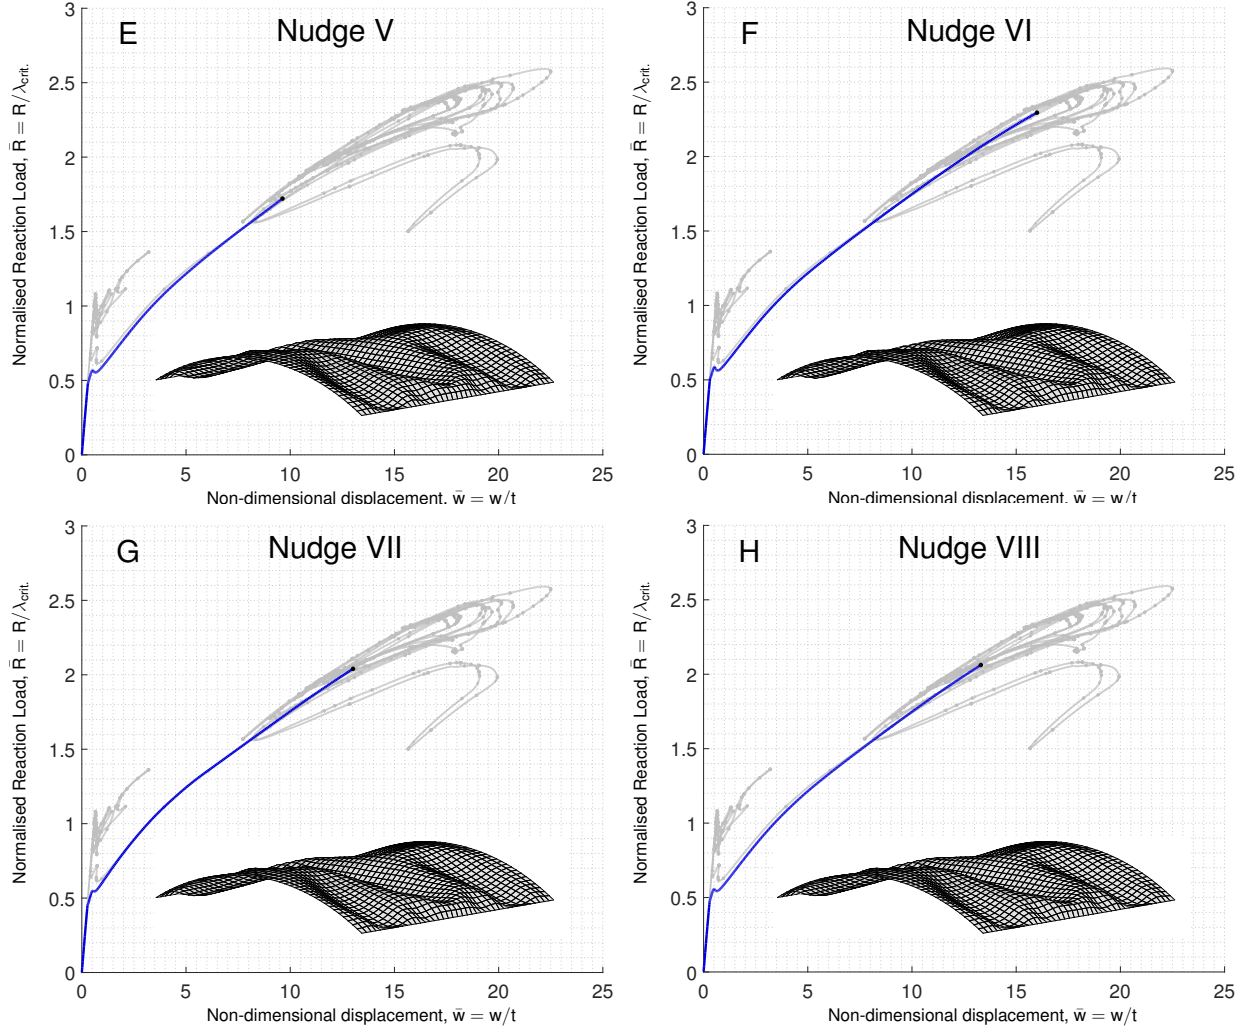 E
Nudge V
Normalised Reaction Load, R̄ = R/λcrit.
3
2.5
2
1.5
1
0.5
0
0 5 10 15 20 25
Non-dimensional displacement, w̄ = w/t
F
Nudge VI
Normalised Reaction Load, R̄ = R/λcrit.
3
2.5
2
1.5
1
0.5
0
0 5 10 15 20 25
Non-dimensional displacement, w̄ = w/t
G
Nudge VII
Normalised Reaction Load, R̄ = R/λcrit.
3
2.5
2
1.5
1
0.5
0
0 5 10 15 20 25
Non-dimensional displacement, w̄ = w/t
H
Nudge VIII
Normalised Reaction Load, R̄ = R/λcrit.
3
2.5
2
1.5
1
0.5
0
0 5 10 15 20 25
Non-dimensional displacement, w̄ = w/t